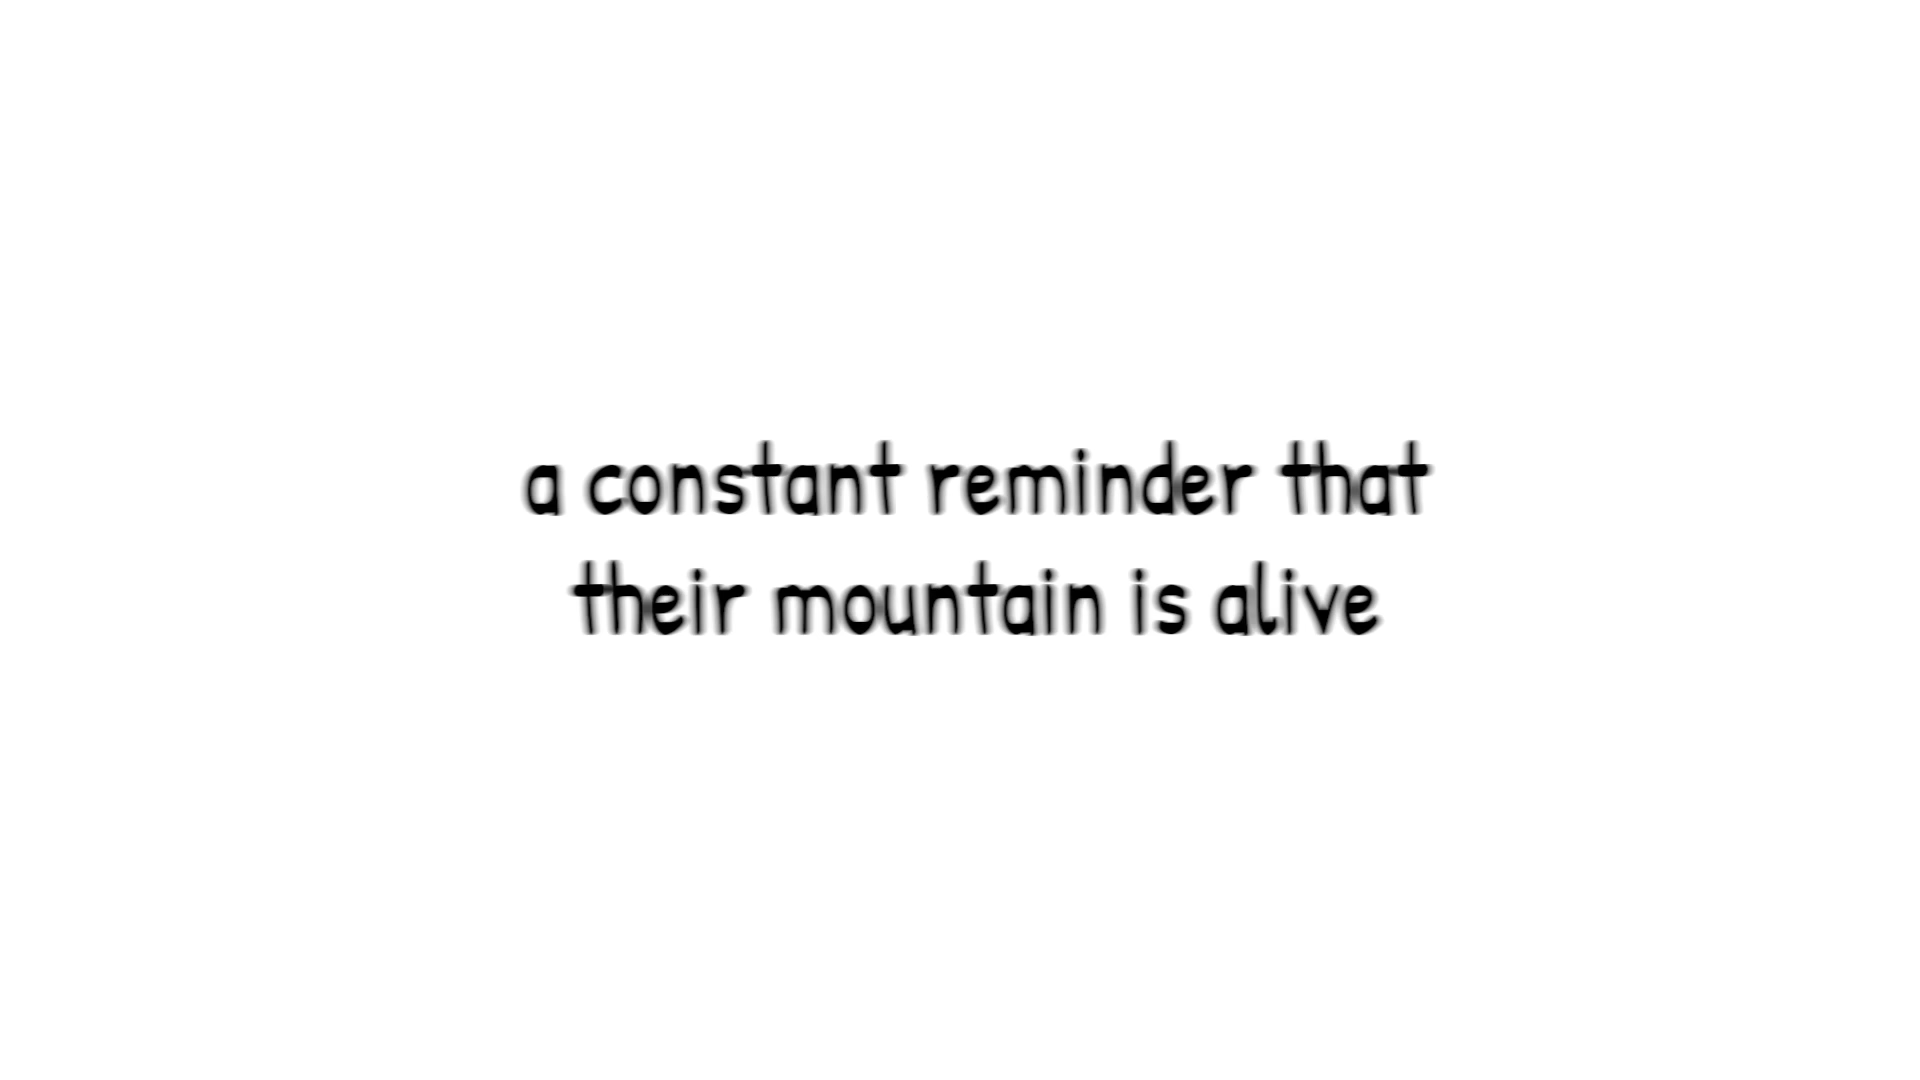 a constant reminder that
their mountain is alive